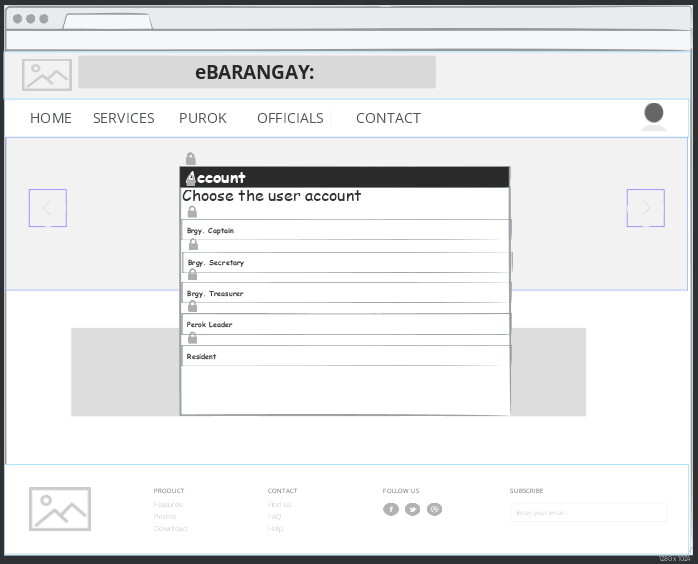 eBARANGAY:
HOME SERVICES PUROK OFFICIALS CONTACT
Account
Choose the user account
Brgy. Captain
Brgy. Secretary
Brgy. Treasurer
Perok Leader
Resident
PRODUCT CONTACT FOLLOW US SUBSCRIBE
Features Find us Enter your email
Promo FAQ
Download Help
1280 x 1024